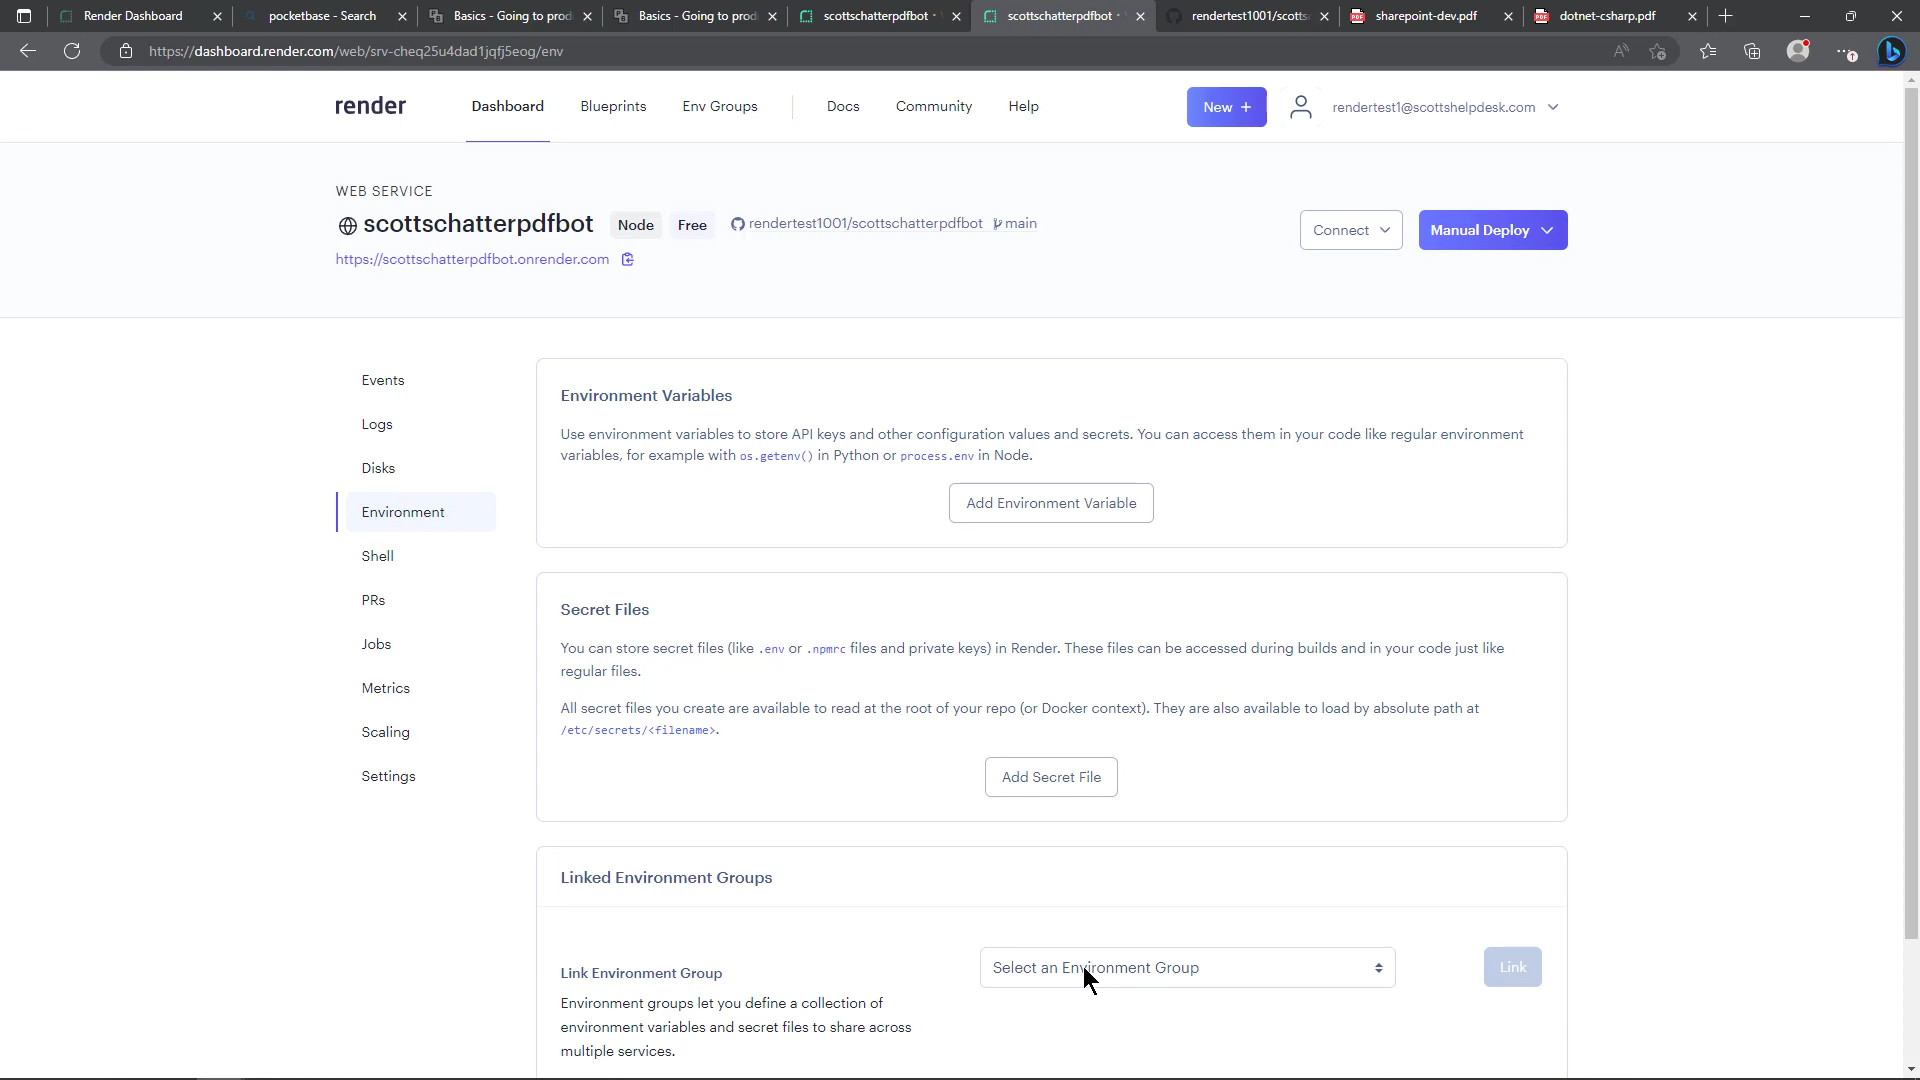 Render Dashboard
pocketbase - Search
Basics - Going to prod
Basics - Going to prod
scottschatterpdfbot ·
scottschatterpdfbot ·
rendertest1001/scotts
sharepoint-dev.pdf
dotnet-csharp.pdf
https://dashboard.render.com/web/srv-cheq25u4dad1jqfj5eog/env
render
Dashboard
Blueprints
Env Groups
Docs
Community
Help
New +
rendertest1@scottshelpdesk.com
WEB SERVICE
scottschatterpdfbot
Node
Free
rendertest1001/scottschatterpdfbot
main
Connect
Manual Deploy
https://scottschatterpdfbot.onrender.com
Events
Logs
Disks
Environment
Shell
PRs
Jobs
Metrics
Scaling
Settings
Environment Variables
Use environment variables to store API keys and other configuration values and secrets. You can access them in your code like regular environment
variables, for example with os.getenv() in Python or process.env in Node.
Add Environment Variable
Secret Files
You can store secret files (like .env or .npmrc files and private keys) in Render. These files can be accessed during builds and in your code just like
regular files.
All secret files you create are available to read at the root of your repo (or Docker context). They are also available to load by absolute path at
/etc/secrets/<filename>.
Add Secret File
Linked Environment Groups
Link Environment Group
Environment groups let you define a collection of
environment variables and secret files to share across
multiple services.
Select an Environment Group
Link